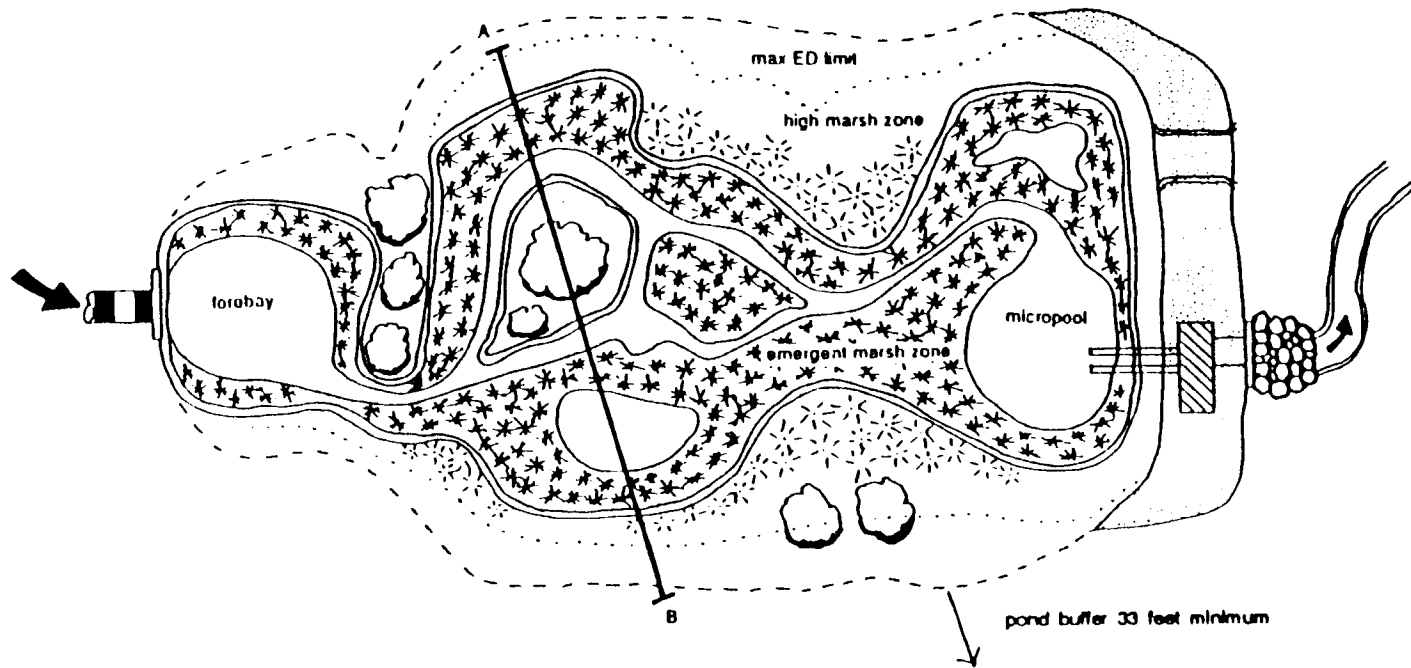 A
max ED limit
high marsh zone
forebay
micropool
emergent marsh zone
B
pond buffer 33 feet minimum